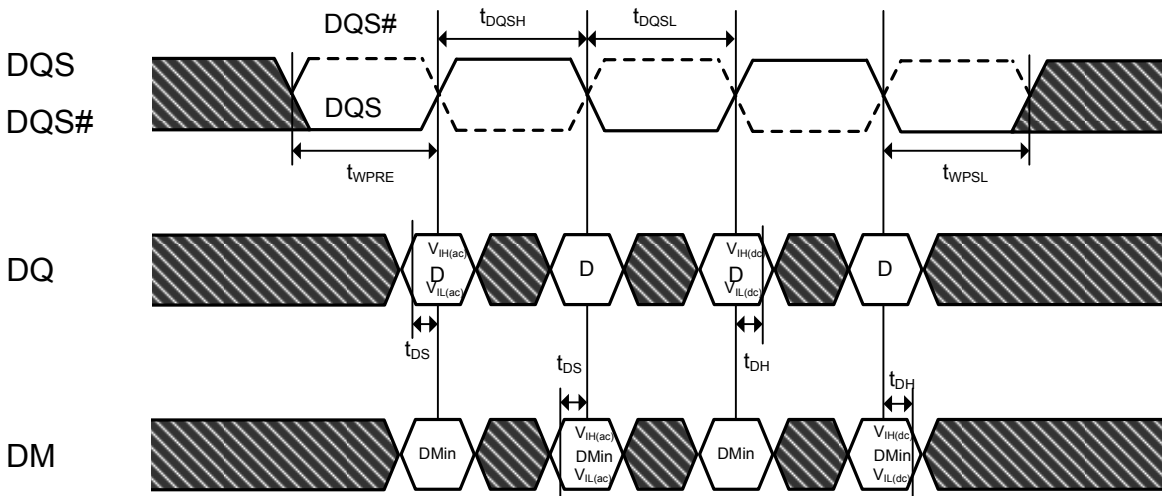 DQS#
tDQSH
tDQSL
DQS
DQS
DQS#
tWPRE
tWPSL
DQ
VIH(ac)
D
VIL(ac)
D
VIH(dc)
D
VIL(dc)
D
tDS
tDS
tDH
tDH
DM
DMin
VIH(ac)
DMin
VIL(ac)
DMin
VIH(dc)
DMin
VIL(dc)